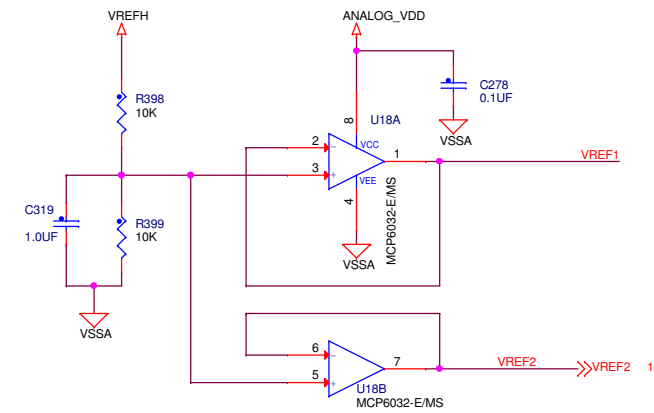 VREFH
ANALOG_VDD
R398
10K
C278
0.1UF
VSSA
8
U18A
VCC
2
-
3
+
1
VREF1
VEE
4
MCP6032-E/MS
VSSA
C319
1.0UF
R399
10K
VSSA
6
-
5
+
7
VREF2
VREF2 1
U18B
MCP6032-E/MS